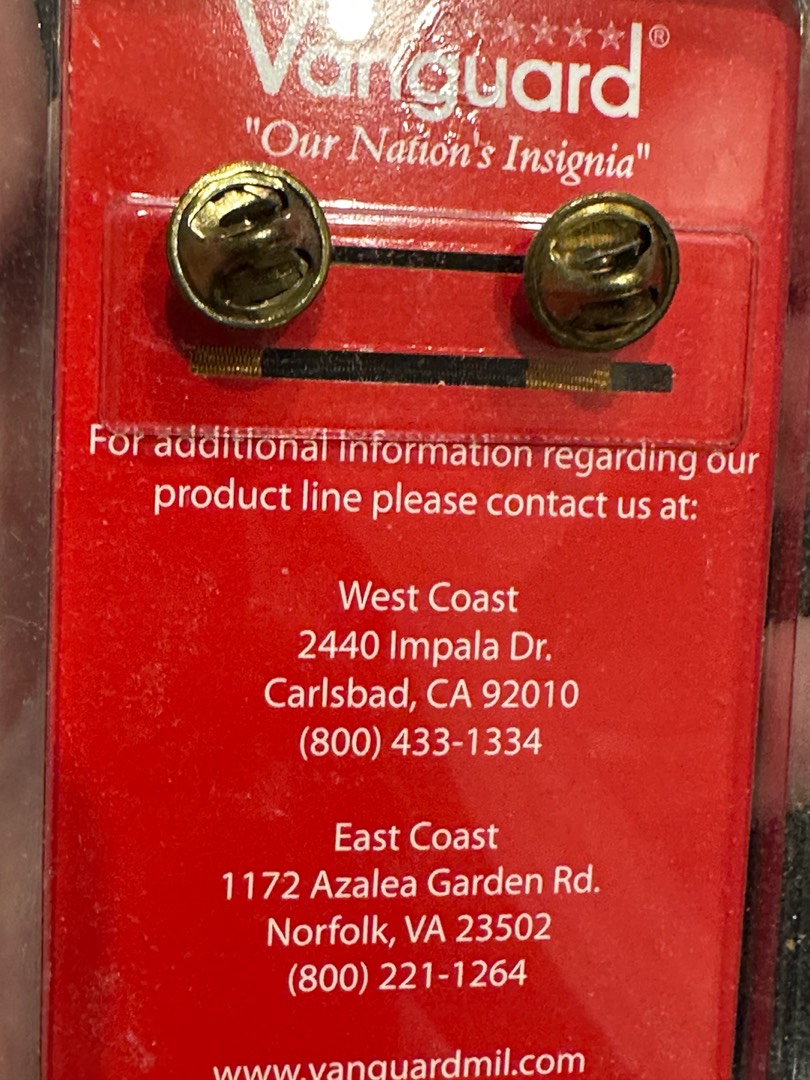 Vanguard®
"Our Nation's Insignia"
For additional information regarding our
product line please contact us at:
West Coast
2440 Impala Dr.
Carlsbad, CA 92010
(800) 433-1334
East Coast
1172 Azalea Garden Rd.
Norfolk, VA 23502
(800) 221-1264
www.vanguardmil.com